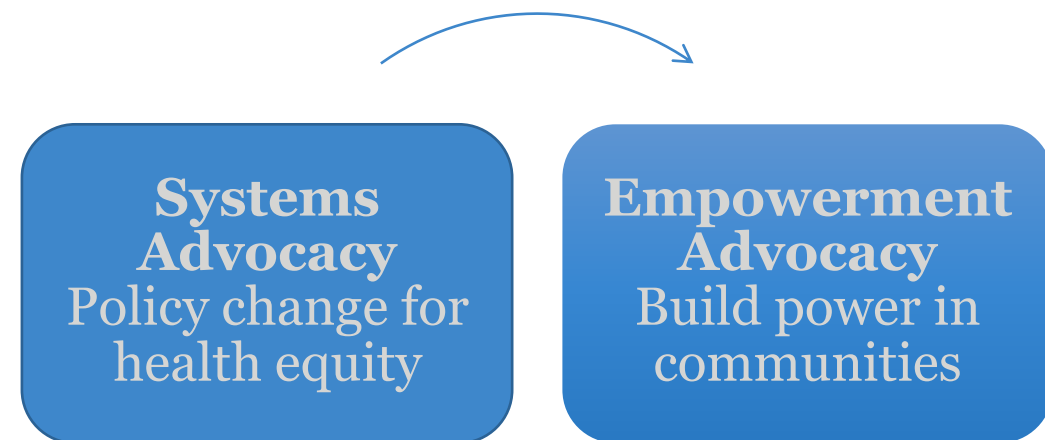 Systems
Advocacy
Policy change for
health equity
Empowerment
Advocacy
Build power in
communities